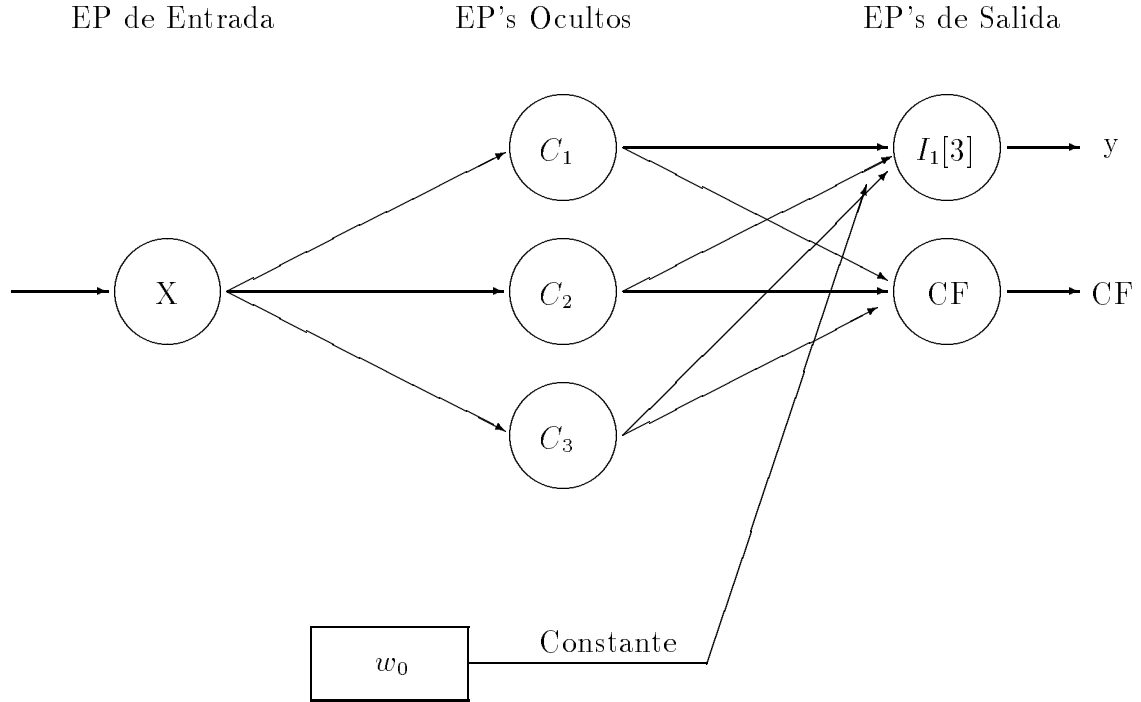 EP de Entrada EP's Ocultos EP's de Salida
C₁ I₁[3] y
X C₂ CF CF
C₃
Constante
w₀